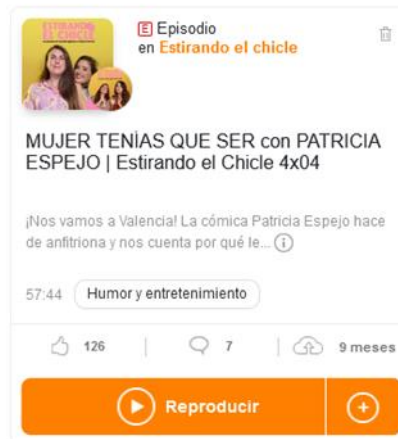 ESTIRANDO
EL CHICLE
E Episodio
en Estirando el chicle
MUJER TENÍAS QUE SER con PATRICIA
ESPEJO | Estirando el Chicle 4x04
¡Nos vamos a Valencia! La cómica Patricia Espejo hace
de anfitriona y nos cuenta por qué le... i
57:44 Humor y entretenimiento
126 7 9 meses
Reproducir